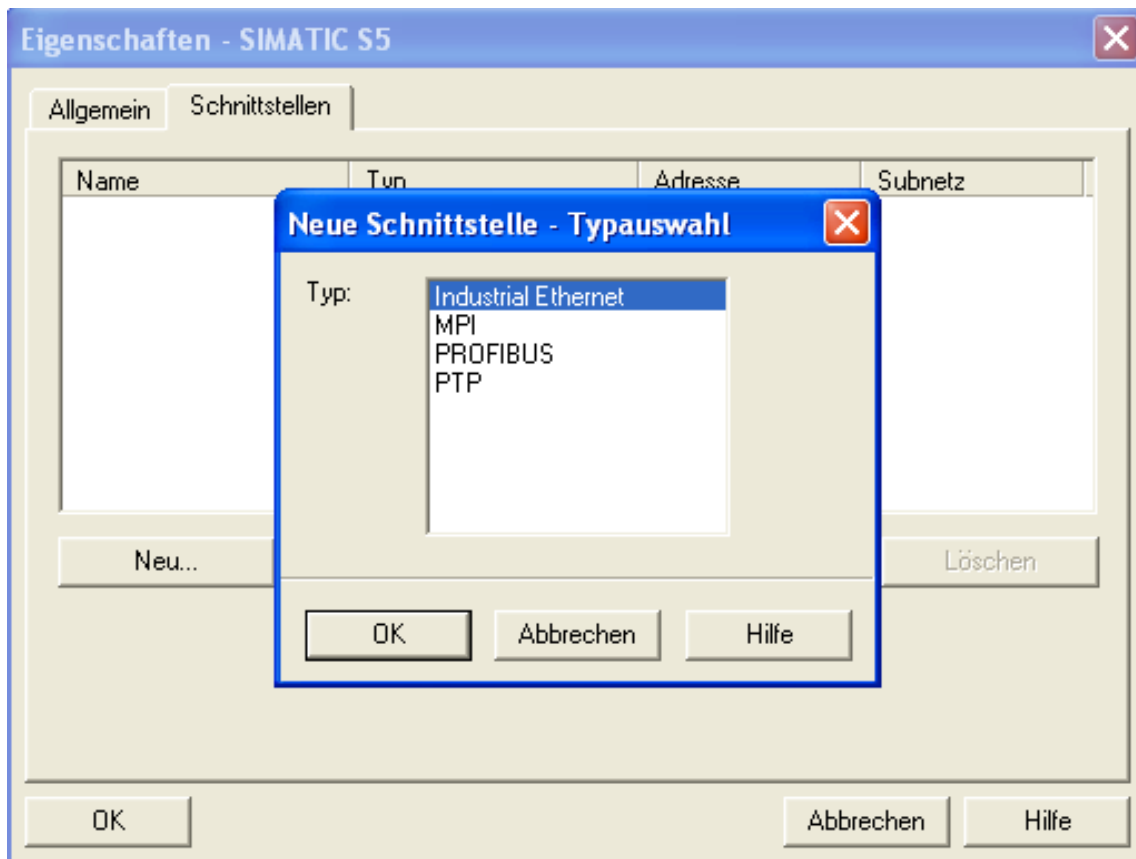 Eigenschaften - SIMATIC S5
Allgemein Schnittstellen
Name Typ Adresse Subnetz
Neue Schnittstelle - Typauswahl
Typ:
Industrial Ethernet
MPI
PROFIBUS
PTP
Neu... Löschen
OK Abbrechen Hilfe
OK Abbrechen Hilfe